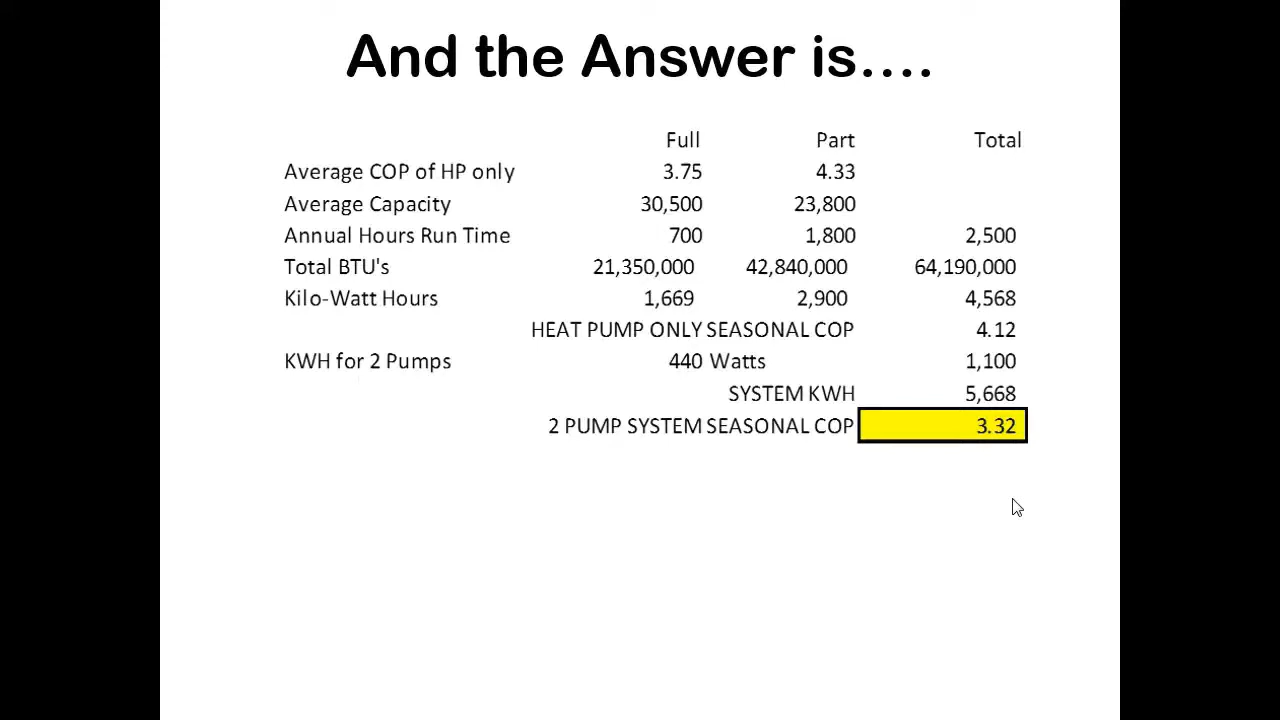 And the Answer is....
Full Part Total
Average COP of HP only 3.75 4.33
Average Capacity 30,500 23,800
Annual Hours Run Time 700 1,800 2,500
Total BTU's 21,350,000 42,840,000 64,190,000
Kilo-Watt Hours 1,669 2,900 4,568
HEAT PUMP ONLY SEASONAL COP 4.12
KWH for 2 Pumps 440 Watts 1,100
SYSTEM KWH 5,668
2 PUMP SYSTEM SEASONAL COP 3.32